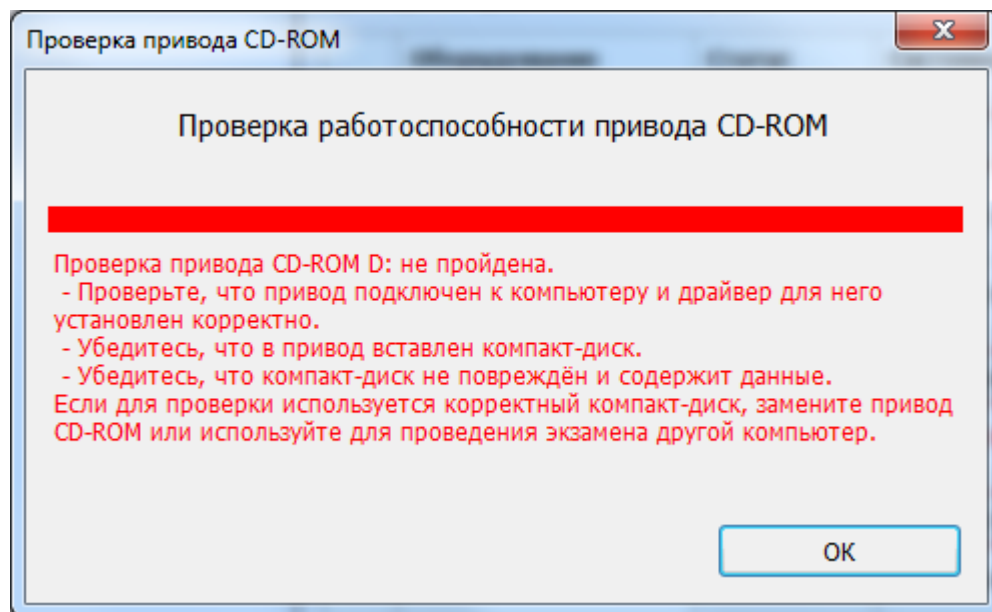 Проверка привода CD-ROM
Проверка работоспособности привода CD-ROM
Проверка привода CD-ROM D: не пройдена.
- Проверьте, что привод подключен к компьютеру и драйвер для него
установлен корректно.
- Убедитесь, что в привод вставлен компакт-диск.
- Убедитесь, что компакт-диск не повреждён и содержит данные.
Если для проверки используется корректный компакт-диск, замените привод
CD-ROM или используйте для проведения экзамена другой компьютер.
OK